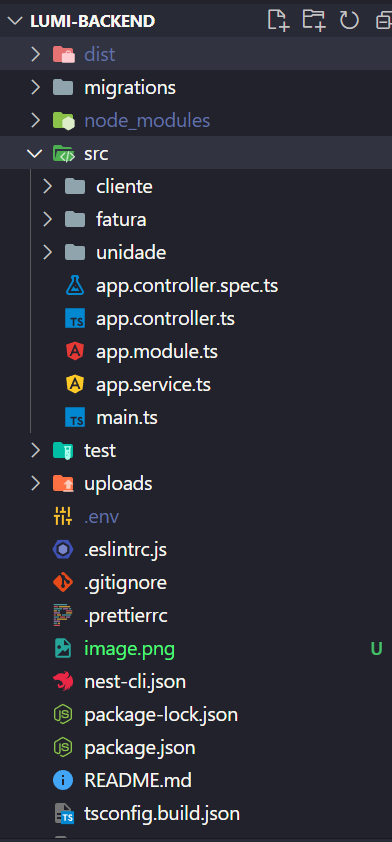 LUMI-BACKEND
dist
migrations
node_modules
src
cliente
fatura
unidade
app.controller.spec.ts
app.controller.ts
app.module.ts
app.service.ts
main.ts
test
uploads
.env
.eslintrc.js
.gitignore
.prettierrc
image.png U
nest-cli.json
package-lock.json
package.json
README.md
tsconfig.build.json